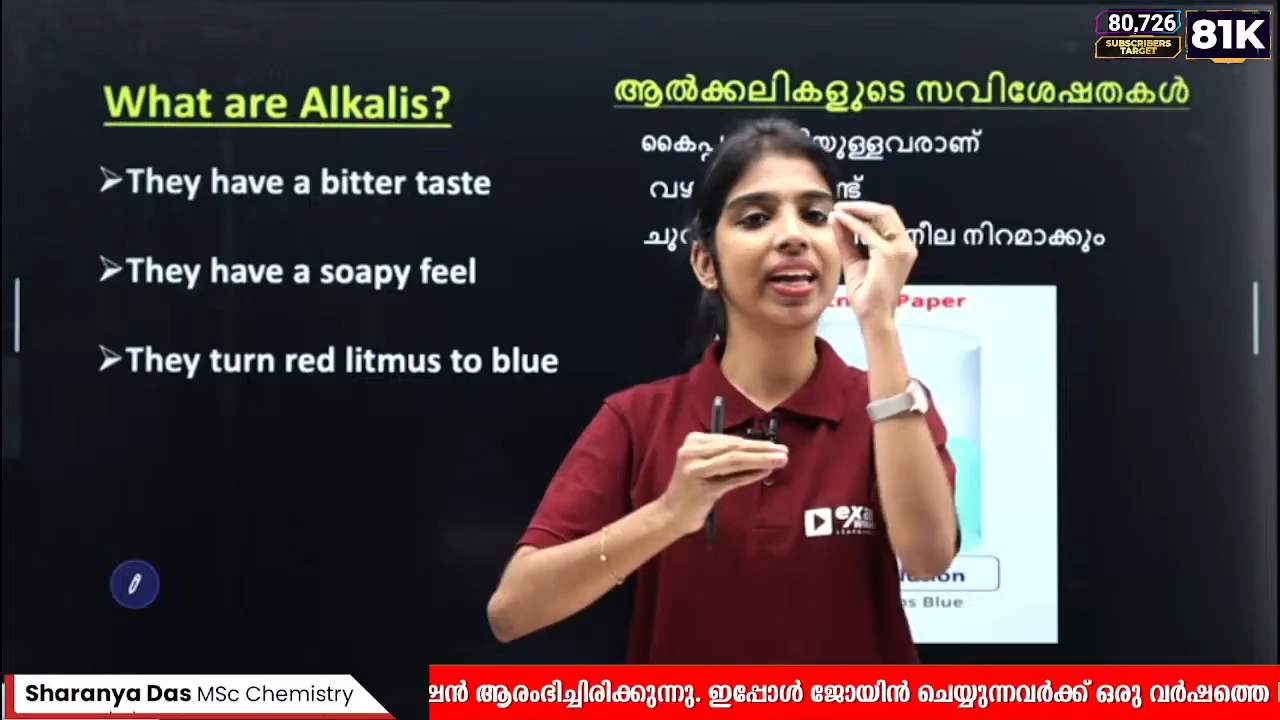 80,726
SUBSCRIBERS
TARGET
81K
What are Alkalis?
➢They have a bitter taste
➢They have a soapy feel
➢They turn red litmus to blue
ആൽക്കലികളുടെ സവിശേഷതകൾ
നീല നിറമാക്കും
Paper
Blue
Sharanya Das MSc Chemistry
ആരംഭിച്ചിരിക്കുന്നു. ഇപ്പോൾ ജോയിൻ ചെയ്യുന്നവർക്ക് ഒരു വർഷത്തെ